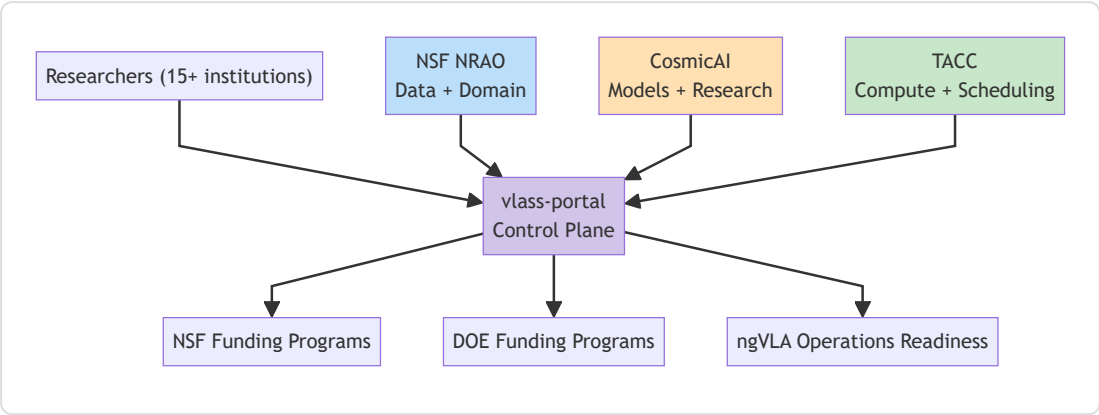 Researchers (15+ institutions)
NSF NRAO
Data + Domain
CosmicAI
Models + Research
TACC
Compute + Scheduling
vlass-portal
Control Plane
NSF Funding Programs
DOE Funding Programs
ngVLA Operations Readiness